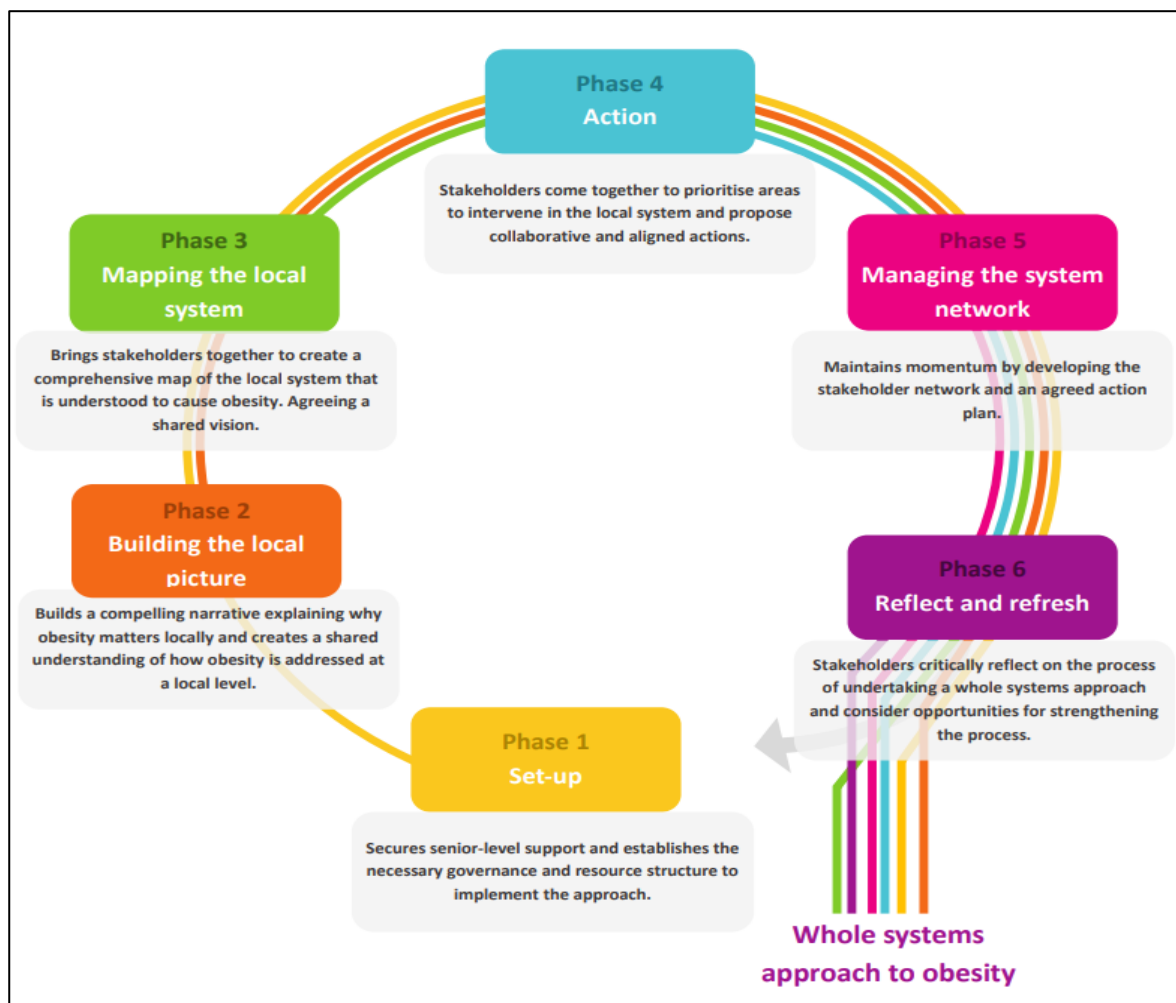 Phase 1
Set-up
Secures senior-level support and establishes the
necessary governance and resource structure to
implement the approach.
Phase 2
Building the local
picture
Builds a compelling narrative explaining why
obesity matters locally and creates a shared
understanding of how obesity is addressed at
a local level.
Phase 3
Mapping the local
system
Brings stakeholders together to create a
comprehensive map of the local system that
is understood to cause obesity. Agreeing a
shared vision.
Phase 4
Action
Stakeholders come together to prioritise areas
to intervene in the local system and propose
collaborative and aligned actions.
Phase 5
Managing the system
network
Maintains momentum by developing the
stakeholder network and an agreed action
plan.
Phase 6
Reflect and refresh
Stakeholders critically reflect on the process
of undertaking a whole systems approach
and consider opportunities for strengthening
the process.
Whole systems
approach to obesity